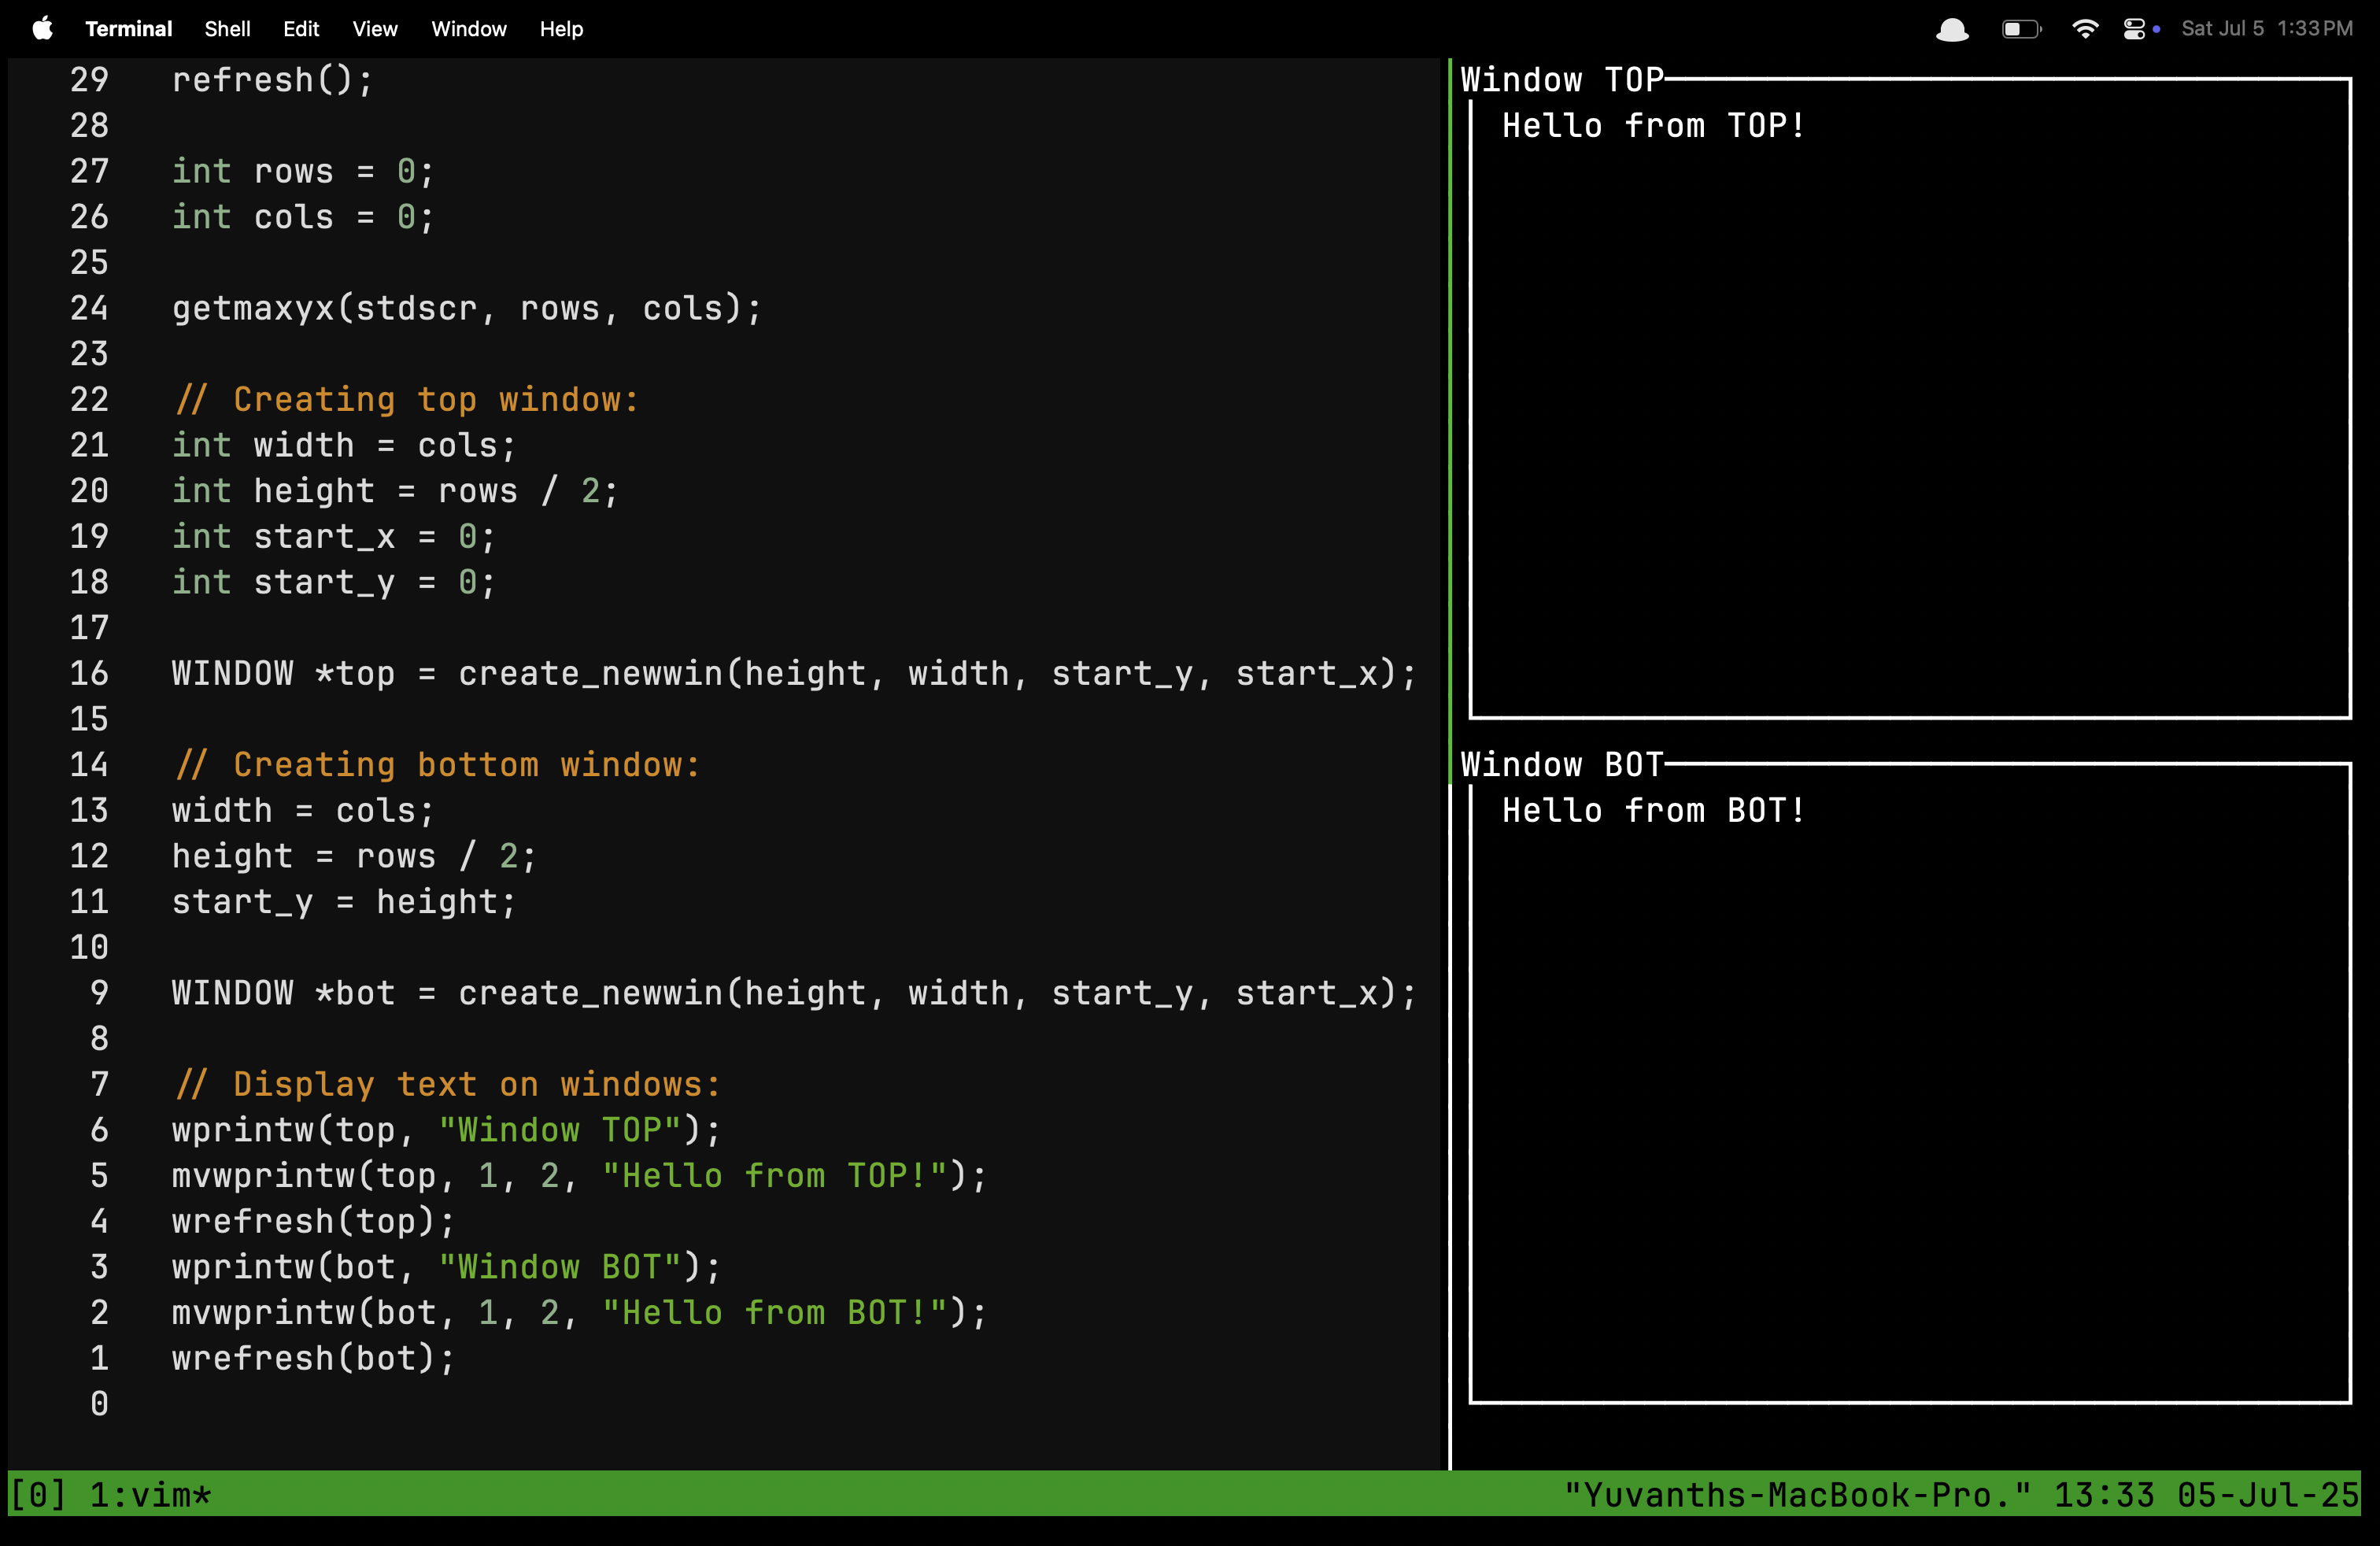 Terminal Shell Edit View Window Help Sat Jul 5 1:33 PM
29 refresh();
28
27 int rows = 0;
26 int cols = 0;
25
24 getmaxyx(stdscr, rows, cols);
23
22 // Creating top window:
21 int width = cols;
20 int height = rows / 2;
19 int start_x = 0;
18 int start_y = 0;
17
16 WINDOW *top = create_newwin(height, width, start_y, start_x);
15
14 // Creating bottom window:
13 width = cols;
12 height = rows / 2;
11 start_y = height;
10
9 WINDOW *bot = create_newwin(height, width, start_y, start_x);
8
7 // Display text on windows:
6 wprintw(top, "Window TOP");
5 mvwprintw(top, 1, 2, "Hello from TOP!");
4 wrefresh(top);
3 wprintw(bot, "Window BOT");
2 mvwprintw(bot, 1, 2, "Hello from BOT!");
1 wrefresh(bot);
0
Window TOP
Hello from TOP!
Window BOT
Hello from BOT!
[0] 1:vim* "Yuvanths-MacBook-Pro." 13:33 05-Jul-25